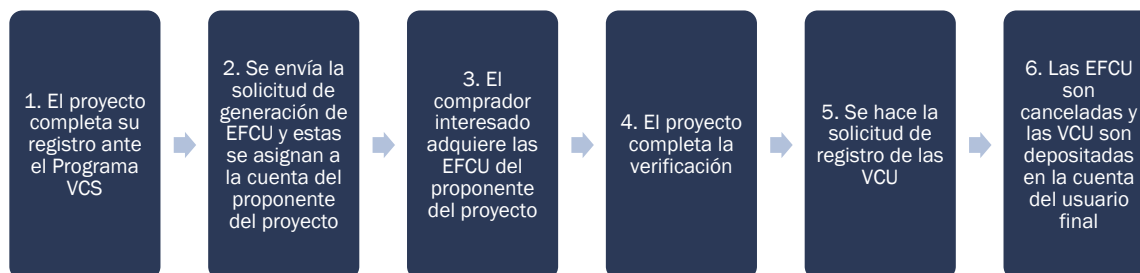 1. El proyecto
completa su
registro ante
el Programa
VCS
2. Se envía la
solicitud de
generación de
EFCU y estas
se asignan a
la cuenta del
proponente
del proyecto
3. El
comprador
interesado
adquiere las
EFCU del
proponente
del proyecto
4. El proyecto
completa la
verificación
5. Se hace la
solicitud de
registro de las
VCU
6. Las EFCU
son
canceladas y
las VCU son
depositadas
en la cuenta
del usuario
final